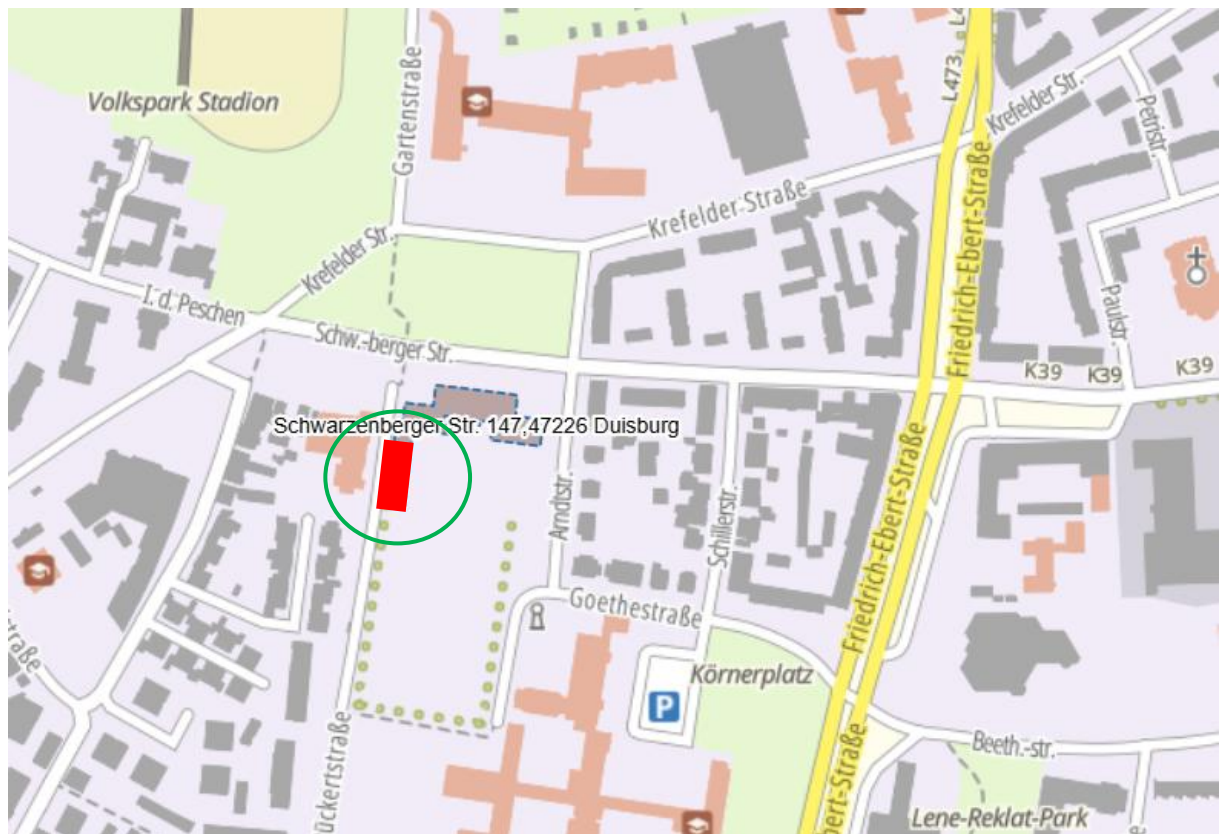 L473
Volkspark Stadion
Gartenstraße
Krefelder Str.
Petristr.
Krefelder Straße
Krefelder Str.
I. d. Peschen
Schw.-berger Str.
Friedrich-Ebert-Straße
Paulstr.
K39
K39
K39
Schwarzenberger Str. 147,47226 Duisburg
Arndtstr.
Schillerstr.
Friedrich-Ebert-Straße
Goethestraße
Körnerplatz
P
Beeth.-str.
ückertstraße
bert-Straße
Lene-Reklat-Park